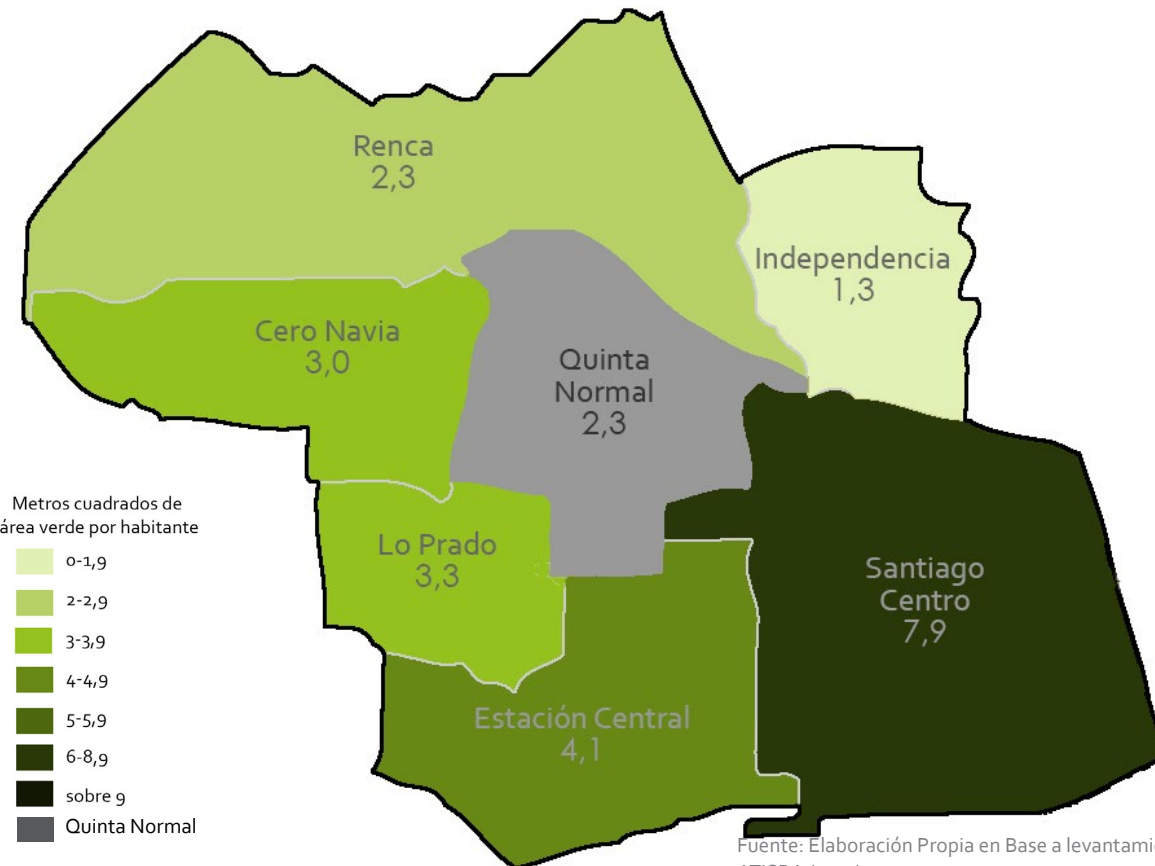 Renca
2,3
Independencia
1,3
Cero Navia
3,0
Quinta
Normal
2,3
Lo Prado
3,3
Santiago
Centro
7,9
Estación Central
4,1
Metros cuadrados de
área verde por habitante
0-1,9
2-2,9
3-3,9
4-4,9
5-5,9
6-8,9
sobre 9
Quinta Normal
Fuente: Elaboración Propia en Base a levantami